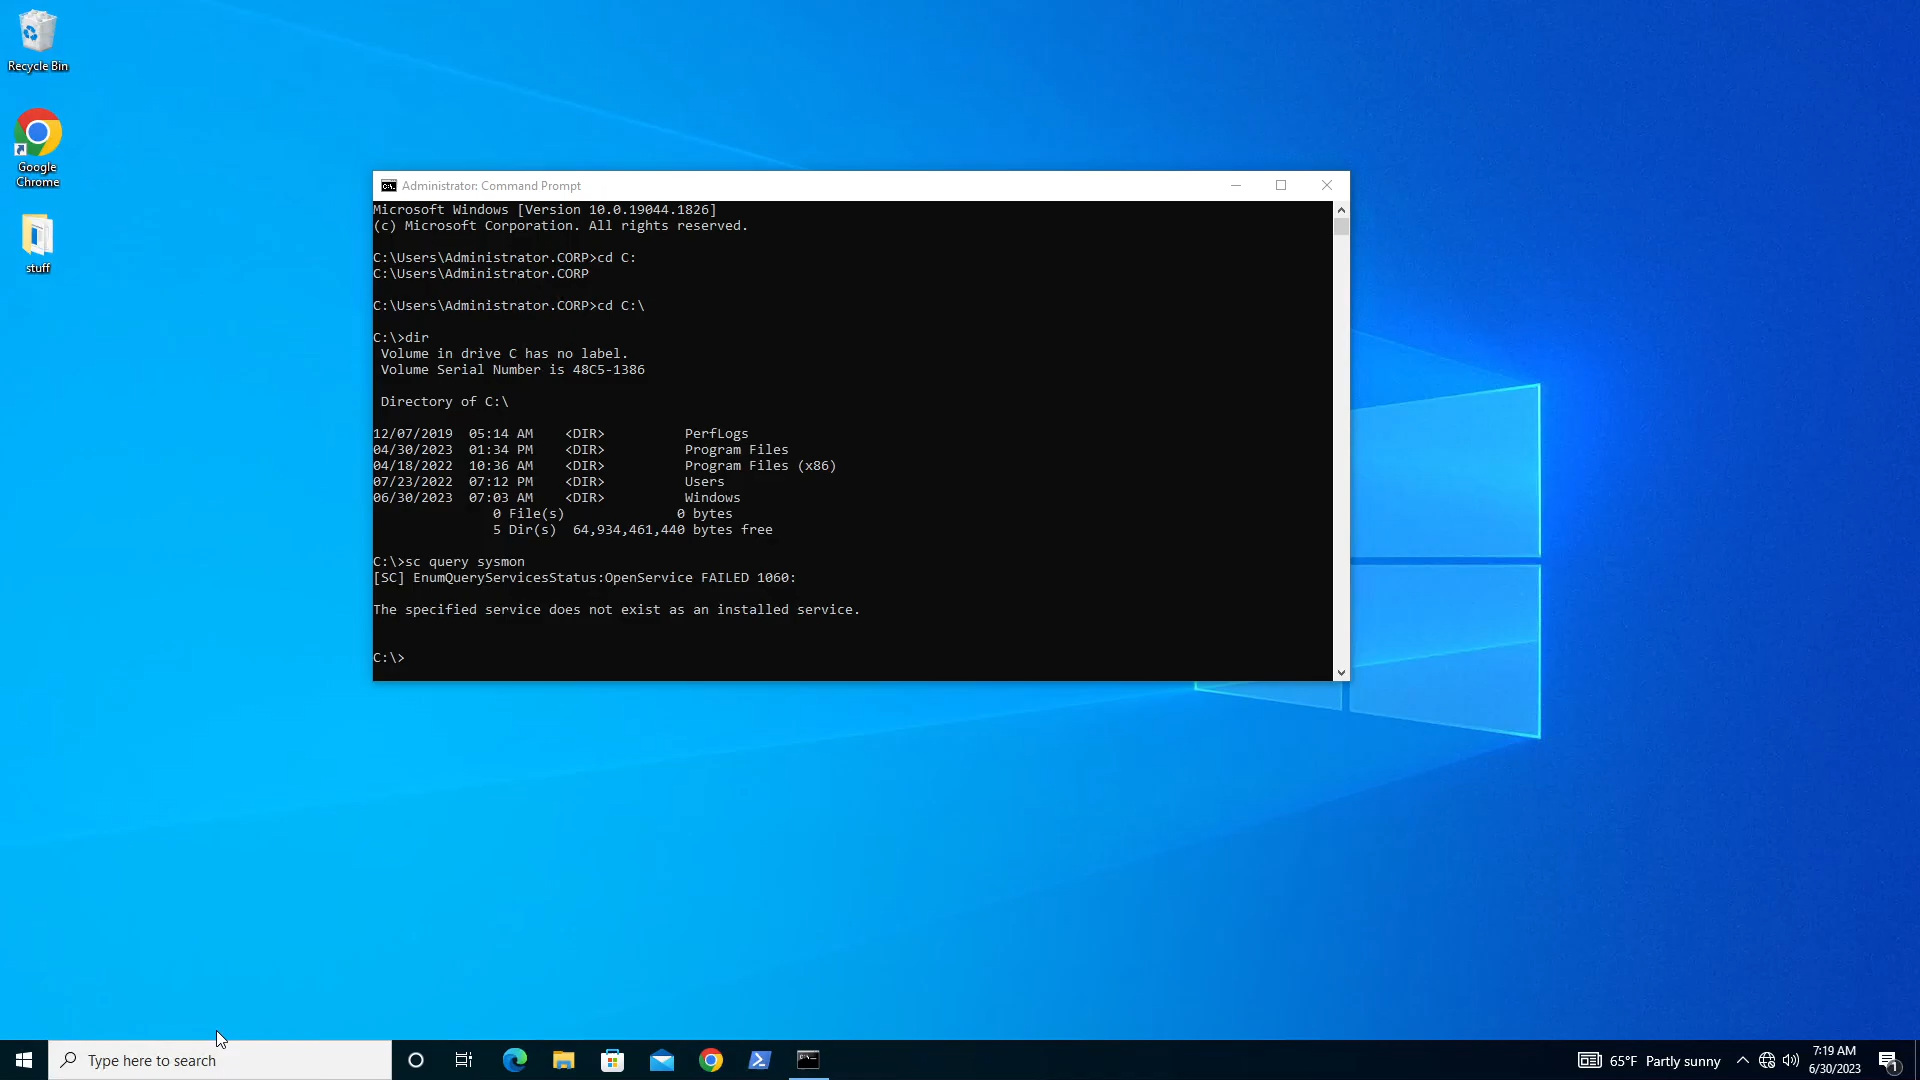 Recycle Bin
Google
Chrome
stuff
Administrator: Command Prompt
Microsoft Windows [Version 10.0.19044.1826]
(c) Microsoft Corporation. All rights reserved.
C:\Users\Administrator.CORP>cd C:
C:\Users\Administrator.CORP
C:\Users\Administrator.CORP>cd C:\
C:\>dir
Volume in drive C has no label.
Volume Serial Number is 48C5-1386
Directory of C:\
12/07/2019  05:14 AM    <DIR>          PerfLogs
04/30/2023  01:34 PM    <DIR>          Program Files
04/18/2022  10:36 AM    <DIR>          Program Files (x86)
07/23/2022  07:12 PM    <DIR>          Users
06/30/2023  07:03 AM    <DIR>          Windows
0 File(s)              0 bytes
5 Dir(s)  64,934,461,440 bytes free
C:\>sc query sysmon
[SC] EnumQueryServicesStatus:OpenService FAILED 1060:
The specified service does not exist as an installed service.
C:\>
Type here to search
65°F Partly sunny
7:19 AM
6/30/2023
1